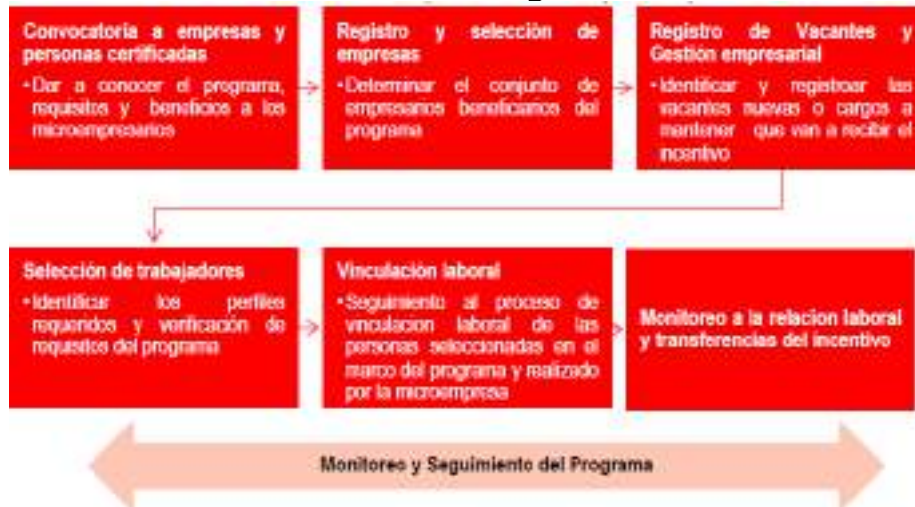 Convocatoria a empresas y
personas certificadas
•Dar a conocer el programa,
requisitos y beneficios a los
microempresarios
Registro y selección de
empresas
•Determinar el conjunto de
empresarios beneficiarios del
programa
Registro de Vacantes y
Gestión empresarial
•Identificar y registroar las
vacantes nuevas o cargos a
mantener que van a recibir el
incentivo
Selección de trabajadores
•Identificar los perfiles
requeridos y verificación de
requisitos del programa
Vinculación laboral
•Seguimiento al proceso de
vinculacion laboral de las
personas seleccionadas en el
marco del programa y realizado
por la microempresa
Monitoreo a la relacion laboral
y transferencias del incentivo
Monitoreo y Seguimiento del Programa